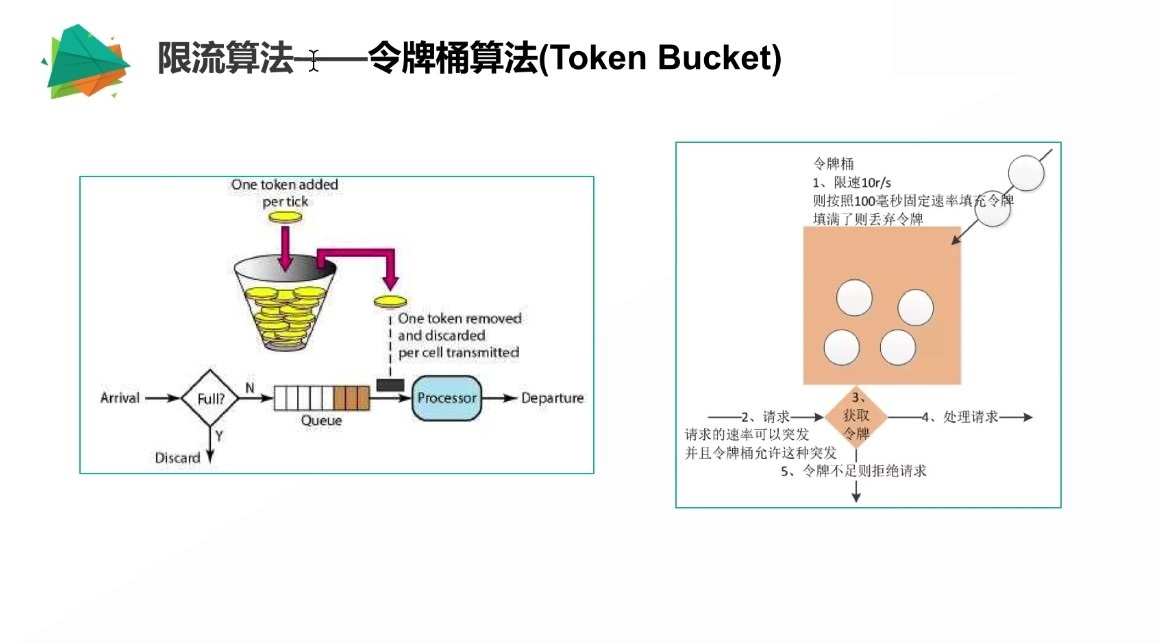 限流算法——令牌桶算法(Token Bucket)
One token added
per tick
One token removed
and discarded
per cell transmitted
Arrival
Full?
N
Queue
Processor
Departure
Y
Discard
令牌桶
1、限速10r/s
则按照100毫秒固定速率填充令牌
填满了则丢弃令牌
3、
获取
令牌
2、请求
请求的速率可以突发
并且令牌桶允许这种突发
4、处理请求
5、令牌不足则拒绝请求